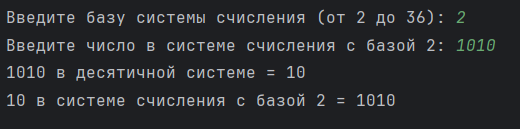 Введите базу системы счисления (от 2 до 36): 2
Введите число в системе счисления с базой 2: 1010
1010 в десятичной системе = 10
10 в системе счисления с базой 2 = 1010